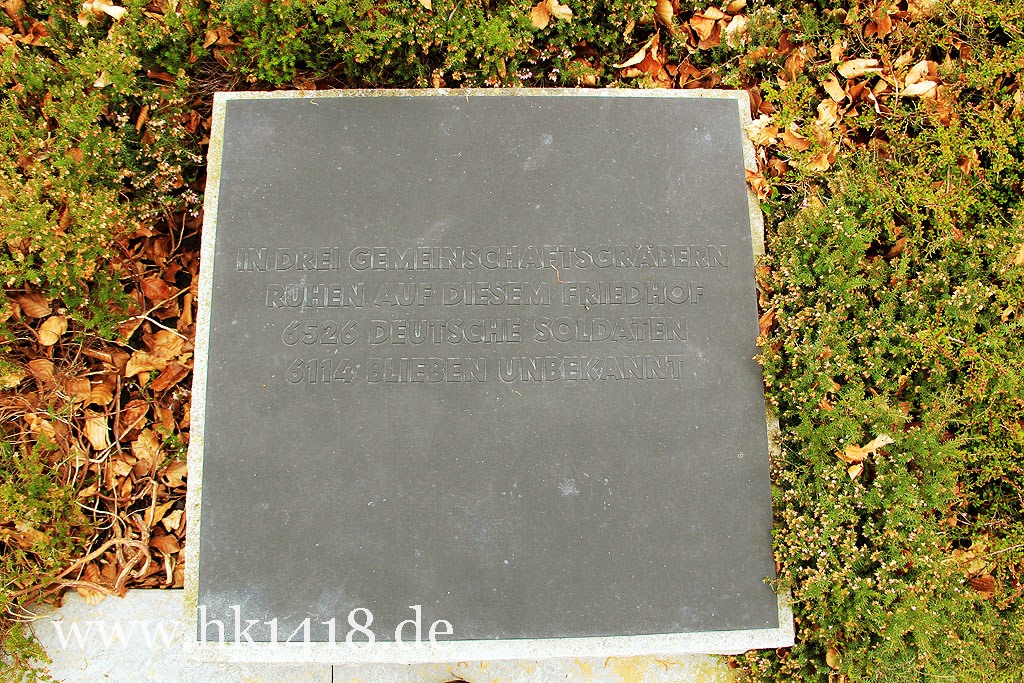 IN DREI GEMEINSCHAFTSGRÄBERN
RUHEN AUF DIESEM FRIEDHOF
6526 DEUTSCHE SOLDATEN
6114 BLIEBEN UNBEKANNT
www.hk1418.de